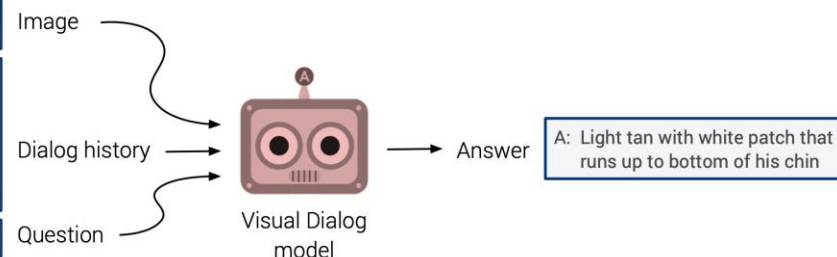 Image
A
Dialog history
Answer
A: Light tan with white patch that
runs up to bottom of his chin
Question
Visual Dialog
model